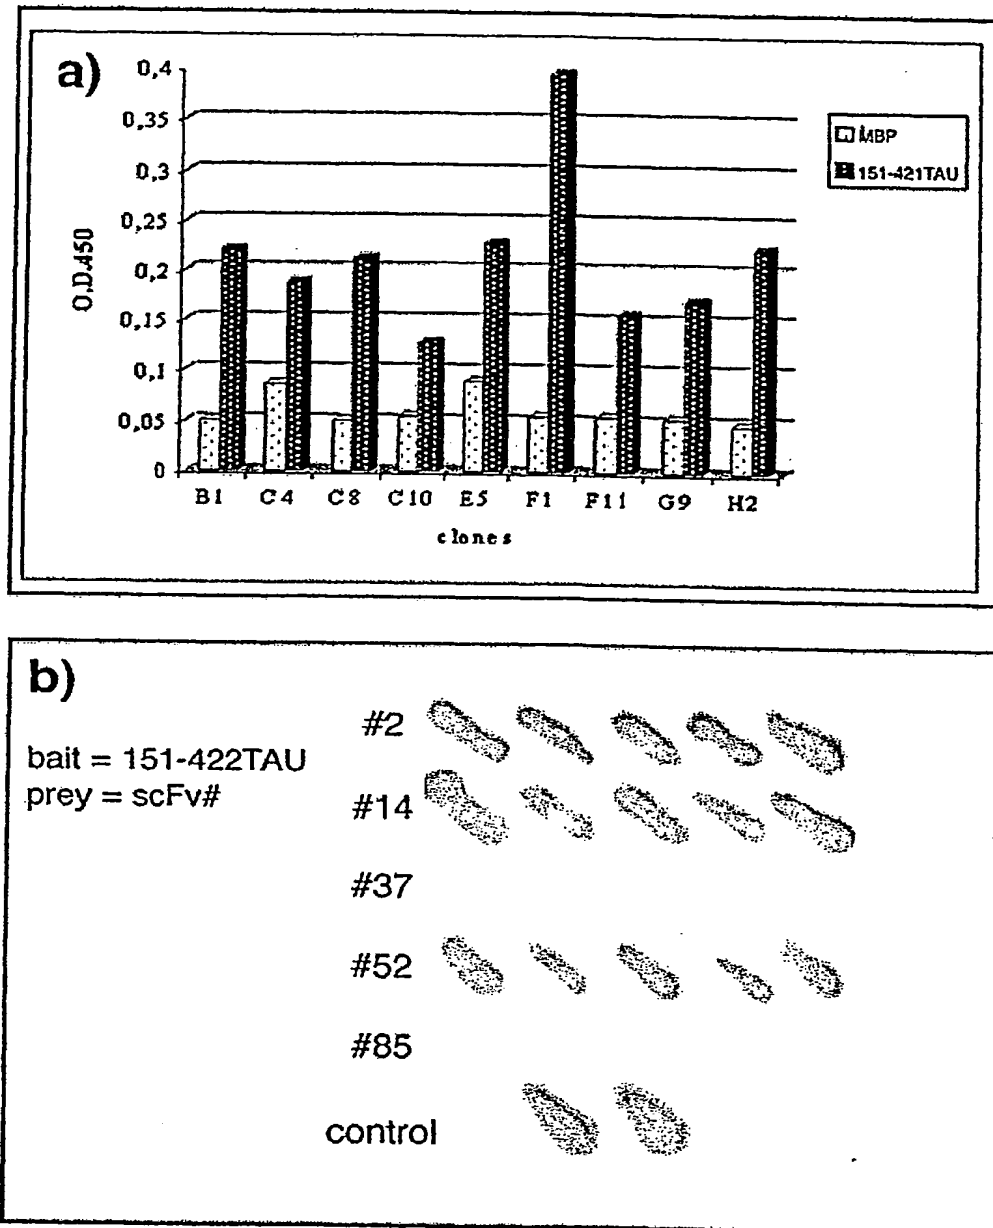 a)
0,4
0,35
0,3
0,25
0,2
0,15
0,1
0,05
0
O.D.450
B1 C4 C8 C10 E5 F1 F11 G9 H2
clones
MBP
151-421TAU
b)
bait = 151-422TAU
prey = scFv#
#2
#14
#37
#52
#85
control